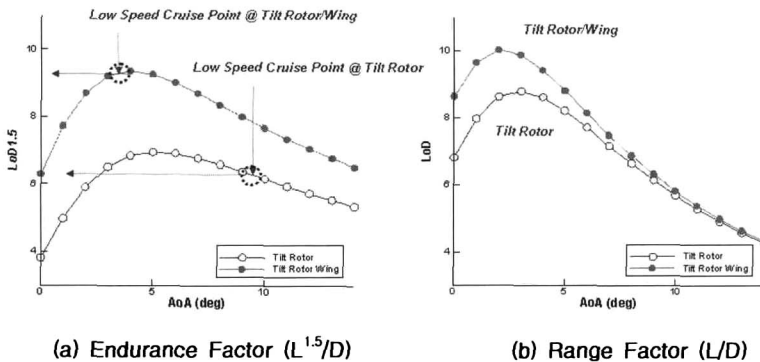 Low Speed Cruise Point @ Tilt Rotor/Wing
Low Speed Cruise Point @ Tilt Rotor
LoD1.5
10
8
6
4
0
5
10
AoA (deg)
Tilt Rotor
Tilt Rotor Wing
(a) Endurance Factor (L^1.5/D)
Tilt Rotor/Wing
Tilt Rotor
LoD
10
8
6
4
0
5
10
AoA (deg)
Tilt Rotor
Tilt Rotor Wing
(b) Range Factor (L/D)